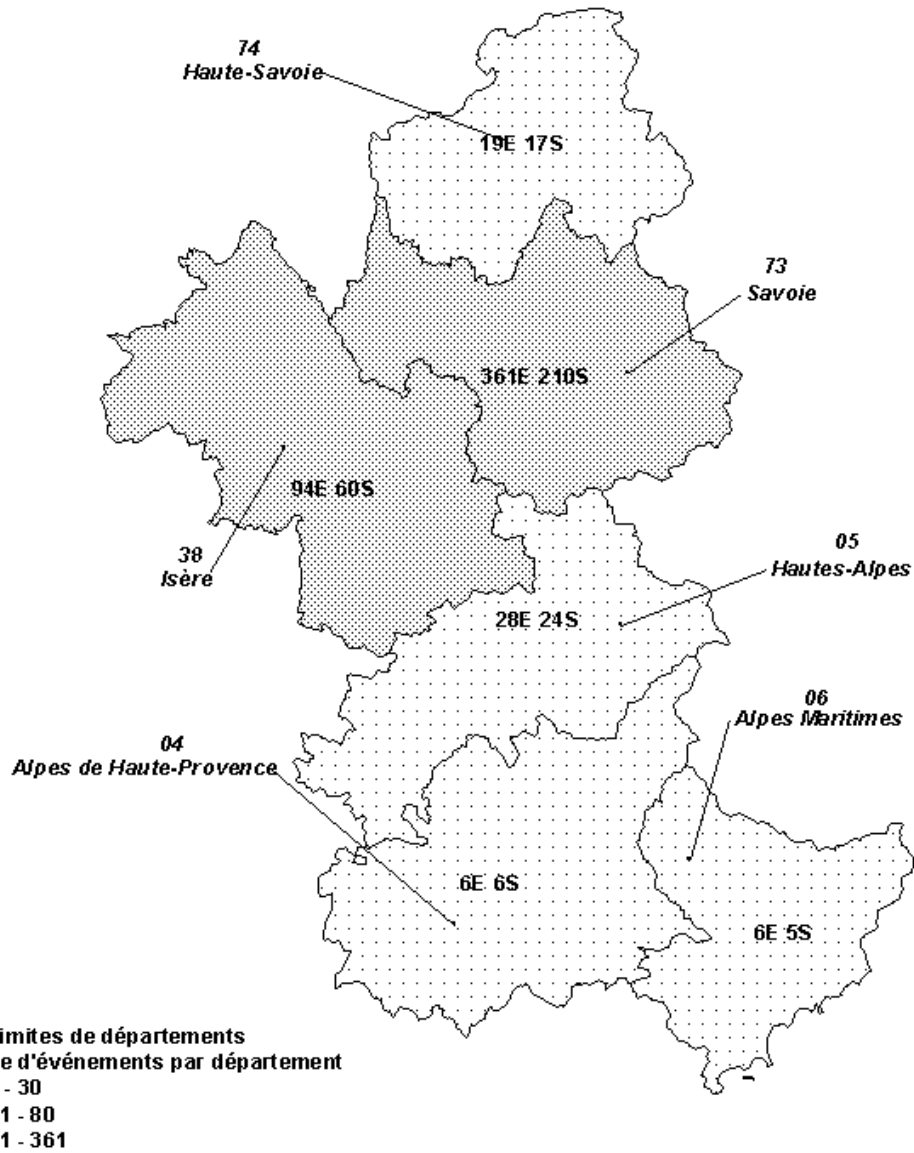 74
Haute-Savoie
19E 17S
73
Savoie
361E 210S
94E 60S
38
Isère
05
Hautes-Alpes
28E 24S
06
Alpes Maritimes
04
Alpes de Haute-Provence
6E 6S
6E 5S
imites de départements
e d'événements par département
- 30
1 - 80
1 - 361